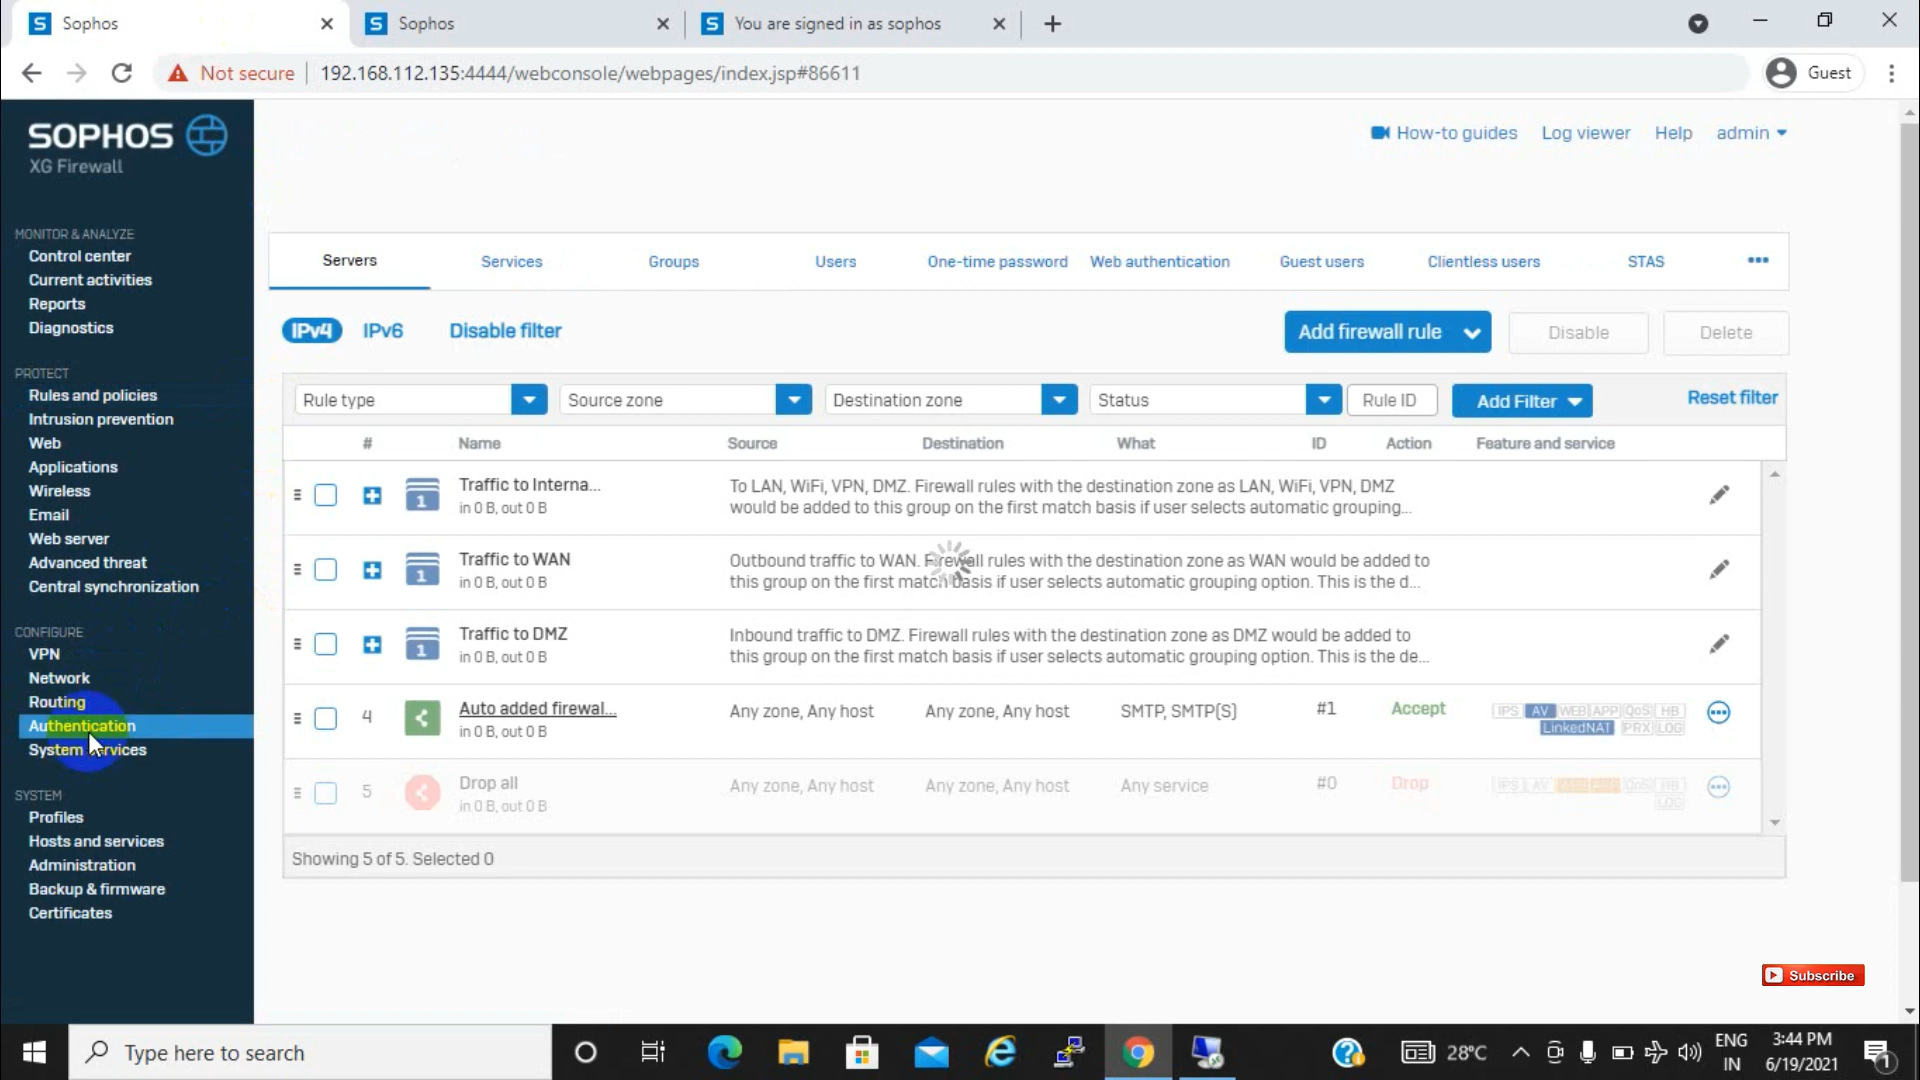 Sophos
Sophos
You are signed in as sophos
Not secure
192.168.112.135:4444/webconsole/webpages/index.jsp#86611
Guest
SOPHOS
XG Firewall
How-to guides
Log viewer
Help
admin
MONITOR & ANALYZE
Control center
Current activities
Reports
Diagnostics
PROTECT
Rules and policies
Intrusion prevention
Web
Applications
Wireless
Email
Web server
Advanced threat
Central synchronization
CONFIGURE
VPN
Network
Routing
Authentication
System services
SYSTEM
Profiles
Hosts and services
Administration
Backup & firmware
Certificates
Servers
Services
Groups
Users
One-time password
Web authentication
Guest users
Clientless users
STAS
IPv4
IPv6
Disable filter
Add firewall rule
Disable
Delete
Rule type
Source zone
Destination zone
Status
Rule ID
Add Filter
Reset filter
# Name Source Destination What ID Action Feature and service
1
Traffic to Interna...
in 0 B, out 0 B
To LAN, WiFi, VPN, DMZ. Firewall rules with the destination zone as LAN, WiFi, VPN, DMZ
would be added to this group on the first match basis if user selects automatic grouping...
1
Traffic to WAN
in 0 B, out 0 B
Outbound traffic to WAN. Firewall rules with the destination zone as WAN would be added to
this group on the first match basis if user selects automatic grouping option. This is the d...
1
Traffic to DMZ
in 0 B, out 0 B
Inbound traffic to DMZ. Firewall rules with the destination zone as DMZ would be added to
this group on the first match basis if user selects automatic grouping option. This is the de...
4
Auto added firewal...
in 0 B, out 0 B
Any zone, Any host
Any zone, Any host
SMTP, SMTP(S)
#1
Accept
IPS AV WEB APP QoS HB
LinkedNAT PRX LOG
5
Drop all
in 0 B, out 0 B
Any zone, Any host
Any zone, Any host
Any service
#0
Drop
IPS AV WEB APP QoS HB
LOG
Showing 5 of 5. Selected 0
Subscribe
Type here to search
28°C
ENG
IN
3:44 PM
6/19/2021
1